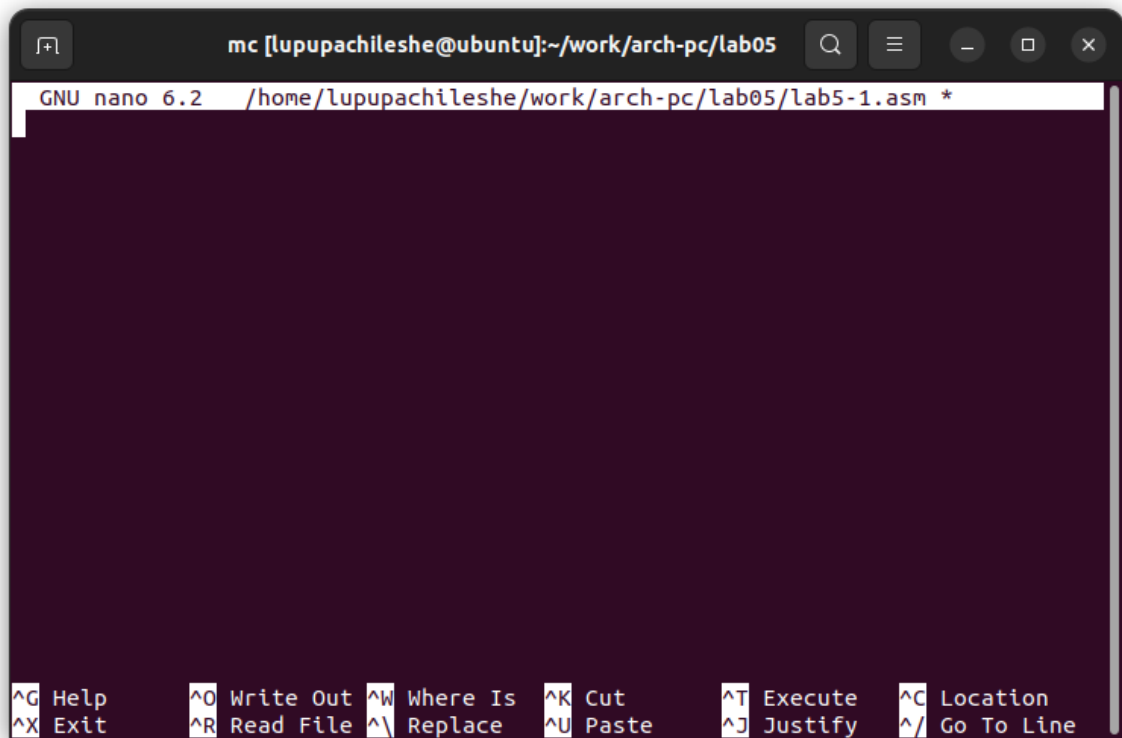 mc [lupupachileshe@ubuntu]:~/work/arch-pc/lab05
GNU nano 6.2 /home/lupupachileshe/work/arch-pc/lab05/lab5-1.asm *
^G Help ^O Write Out ^W Where Is ^K Cut ^T Execute ^C Location
^X Exit ^R Read File ^\ Replace ^U Paste ^J Justify ^/ Go To Line